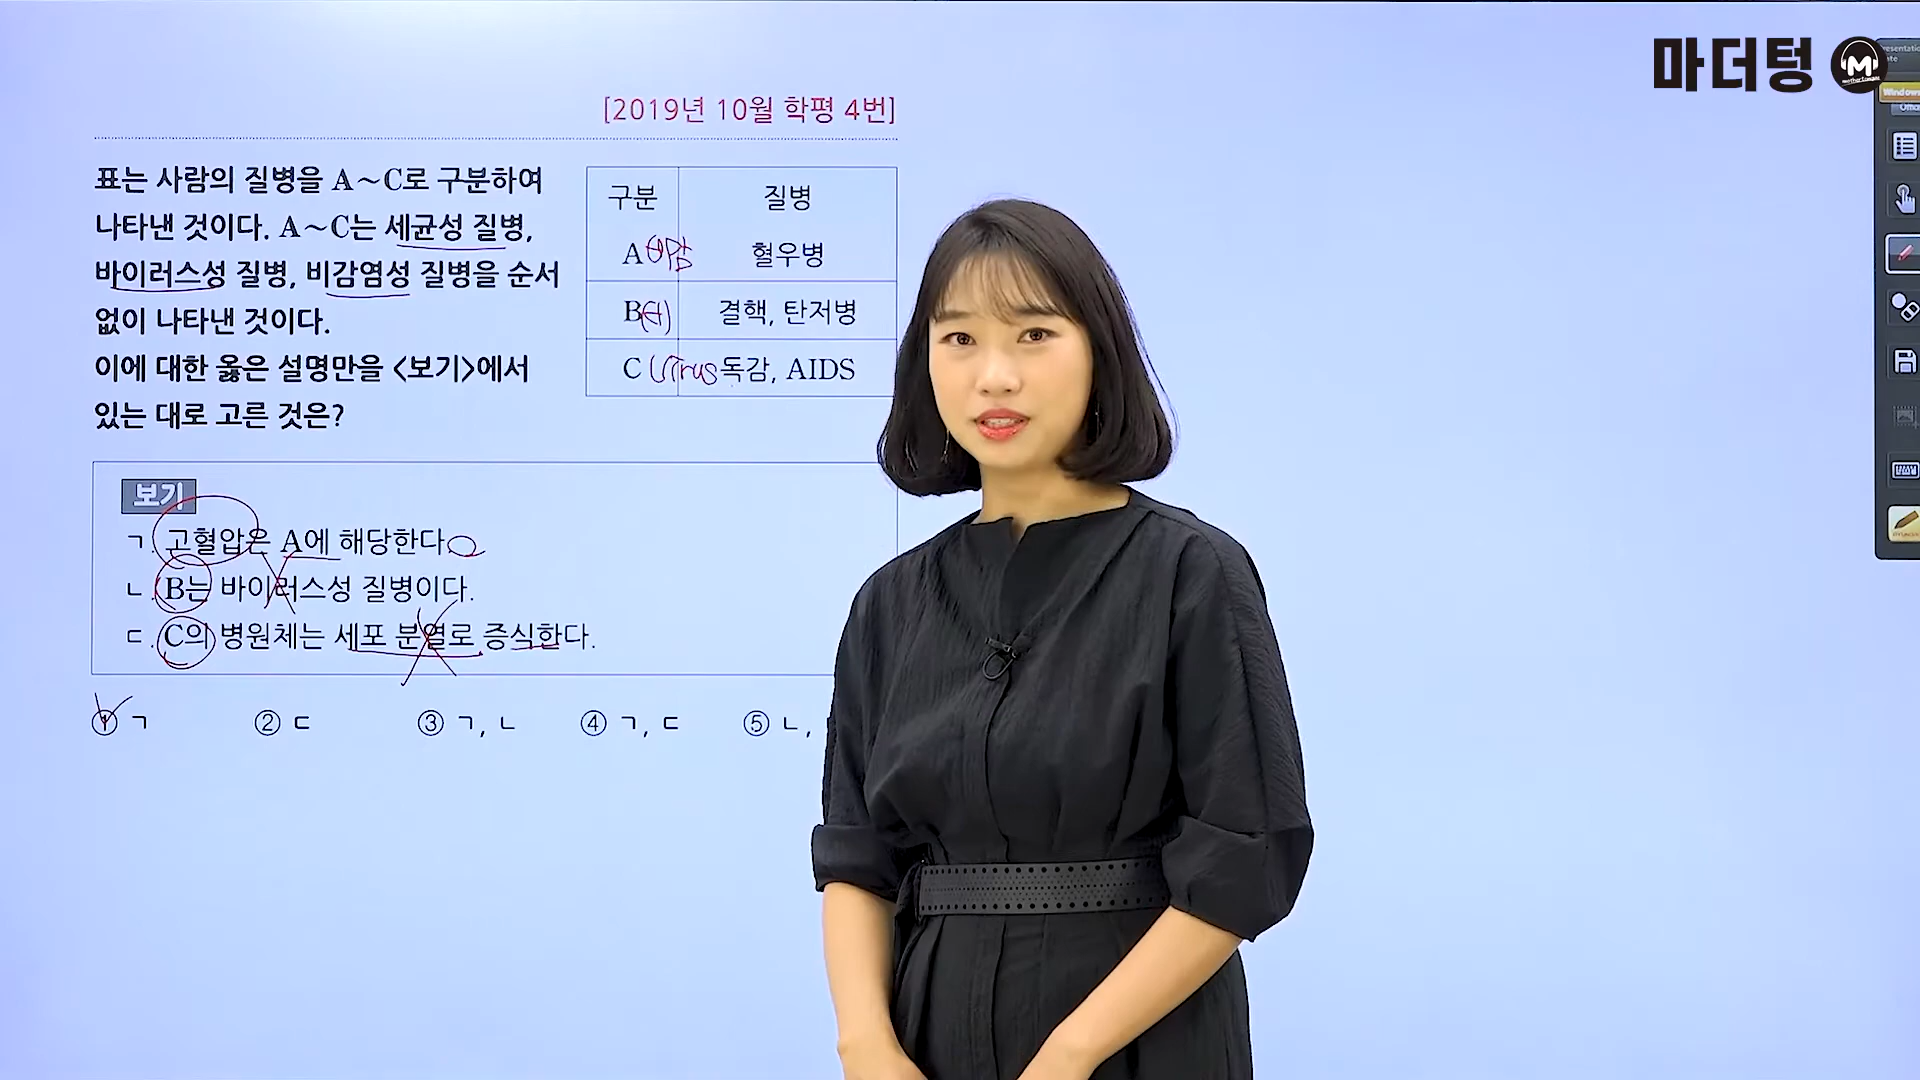 마더텅 M
[2019년 10월 학평 4번]
표는 사람의 질병을 A~C로 구분하여
나타낸 것이다. A~C는 세균성 질병,
바이러스성 질병, 비감염성 질병을 순서
없이 나타낸 것이다.
이에 대한 옳은 설명만을 <보기>에서
있는 대로 고른 것은?
구분 질병
A 혈우병
B 결핵, 탄저병
C Virus 독감, AIDS
보기
ㄱ. 고혈압은 A에 해당한다.
ㄴ. B는 바이러스성 질병이다.
ㄷ. C의 병원체는 세포 분열로 증식한다.
① ㄱ ② ㄷ ③ ㄱ, ㄴ ④ ㄱ, ㄷ ⑤ ㄴ,